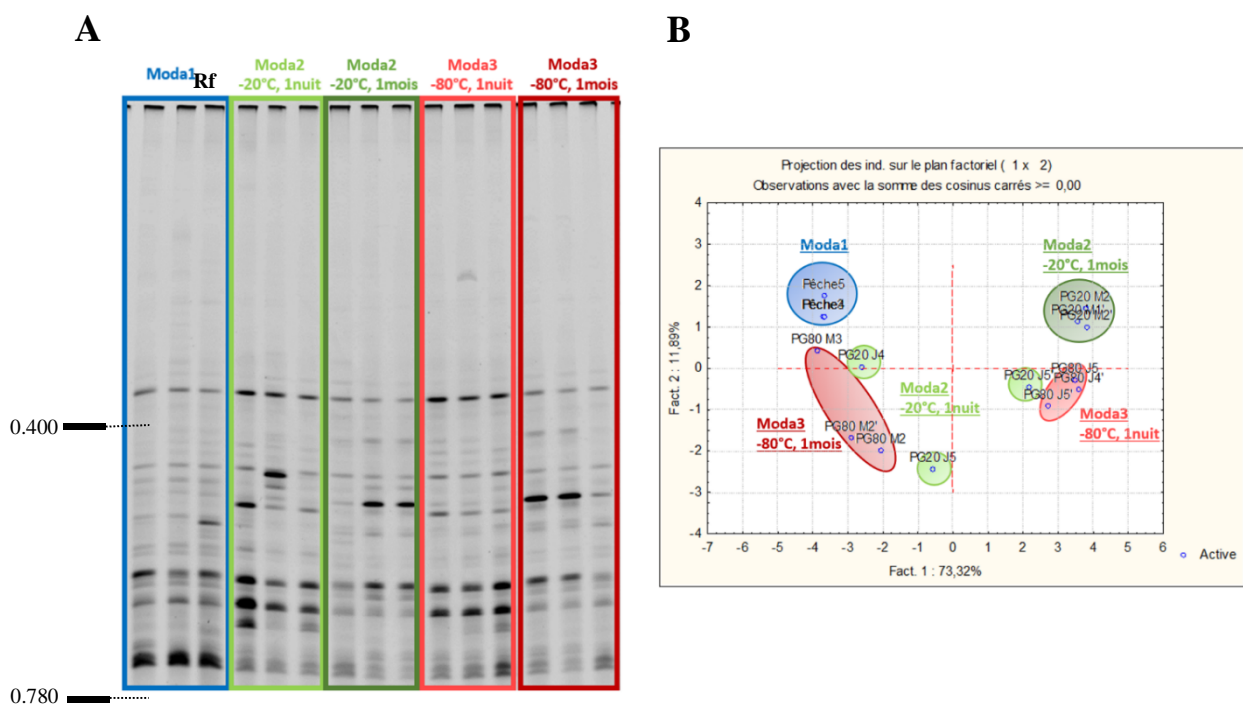 A
B
Moda1
Rf
Moda2
-20°C, 1nuit
Moda2
-20°C, 1mois
Moda3
-80°C, 1nuit
Moda3
-80°C, 1mois
0.400
0.780
Projection des ind. sur le plan factoriel ( 1 x 2)
Observations avec la somme des cosinus carrés >= 0,00
4
3
2
1
0
-1
-2
-3
-4
Moda1
Pêche5
Moda2
-20°C, 1mois
PG20 M2
PG20 M1'
PG20 M2'
PG80 M3
PG20 J4
PG20 J5'
PG80 J5
PG80 J4'
PG80 J5'
Moda2
-20°C, 1nuit
Moda3
-80°C, 1mois
Moda3
-80°C, 1nuit
PG80 M2'
PG80 M2
PG20 J5
-7 -6 -5 -4 -3 -2 -1 0 1 2 3 4 5 6
Fact. 1 : 73,32%
Fact. 2 : 11,89%
Active